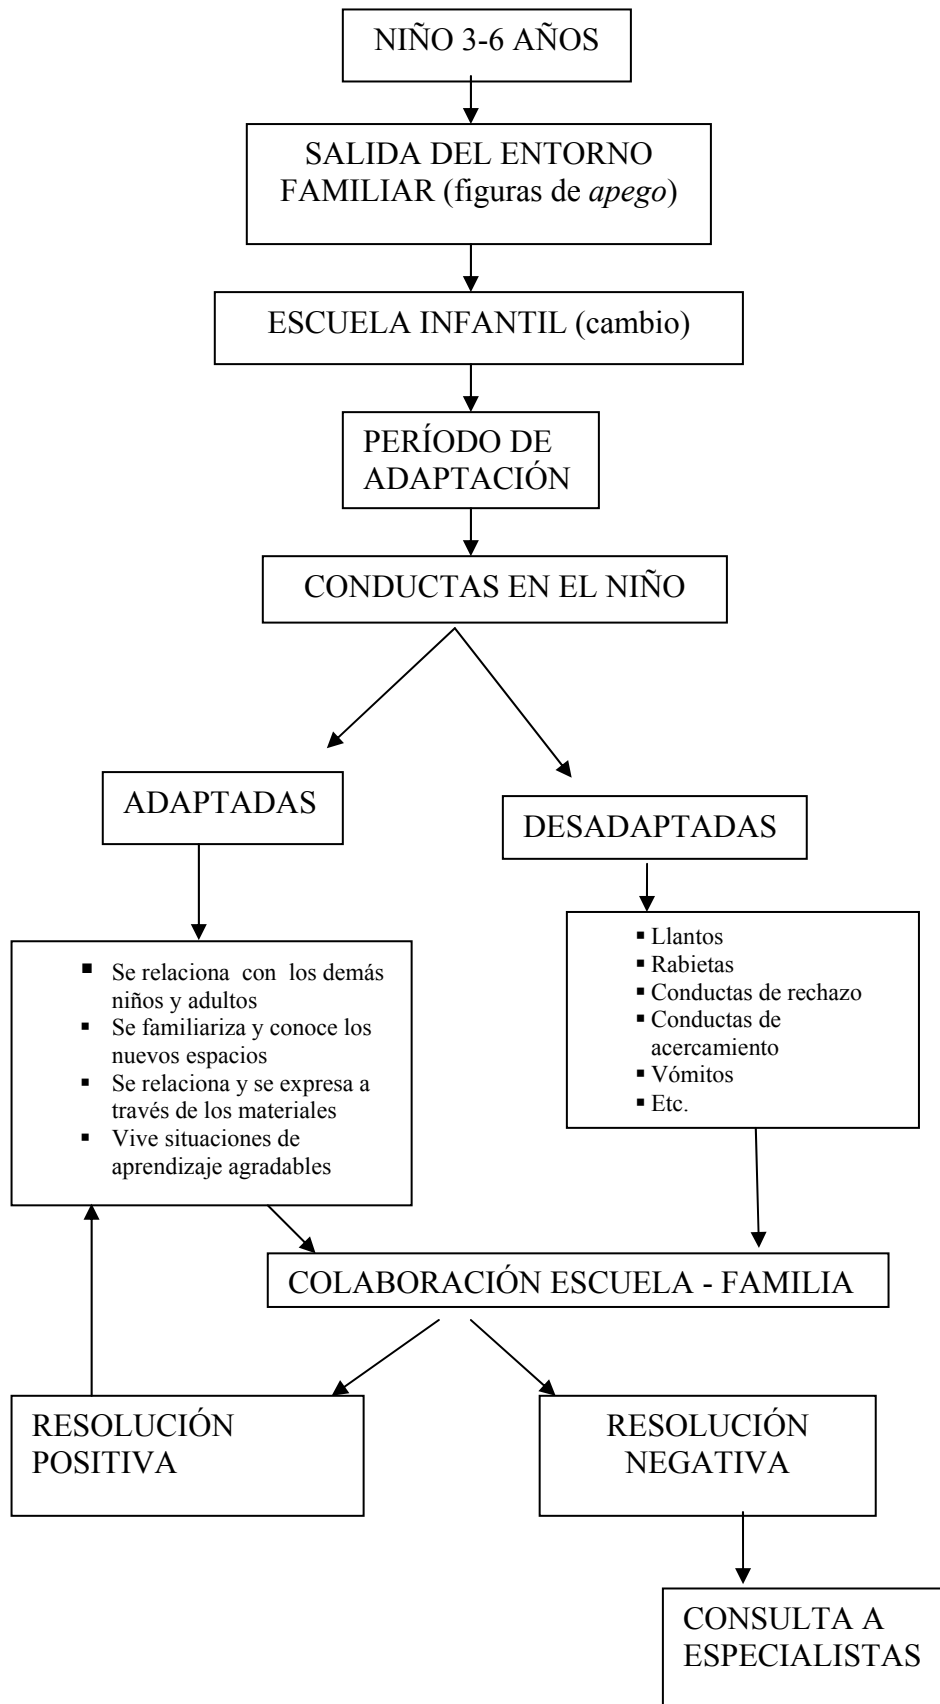 NIÑO 3-6 AÑOS
SALIDA DEL ENTORNO
FAMILIAR (figuras de apego)
ESCUELA INFANTIL (cambio)
PERÍODO DE
ADAPTACIÓN
CONDUCTAS EN EL NIÑO
ADAPTADAS
▪ Se relaciona con los demás
niños y adultos
▪ Se familiariza y conoce los
nuevos espacios
▪ Se relaciona y se expresa a
través de los materiales
▪ Vive situaciones de
aprendizaje agradables
DESADAPTADAS
▪ Llantos
▪ Rabietas
▪ Conductas de rechazo
▪ Conductas de
acercamiento
▪ Vómitos
▪ Etc.
COLABORACIÓN ESCUELA - FAMILIA
RESOLUCIÓN
POSITIVA
RESOLUCIÓN
NEGATIVA
CONSULTA A
ESPECIALISTAS